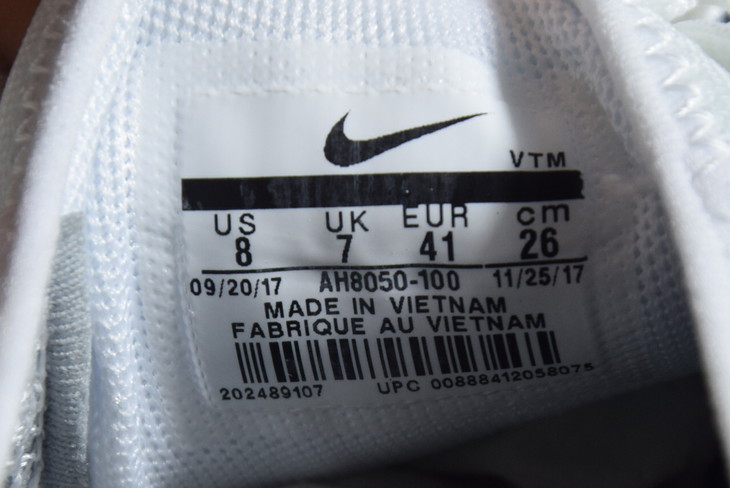 VTM
US UK EUR cm
8 7 41 26
09/20/17 AH8050-100 11/25/17
MADE IN VIETNAM
FABRIQUE AU VIETNAM
202489107 UPC 00888412058075